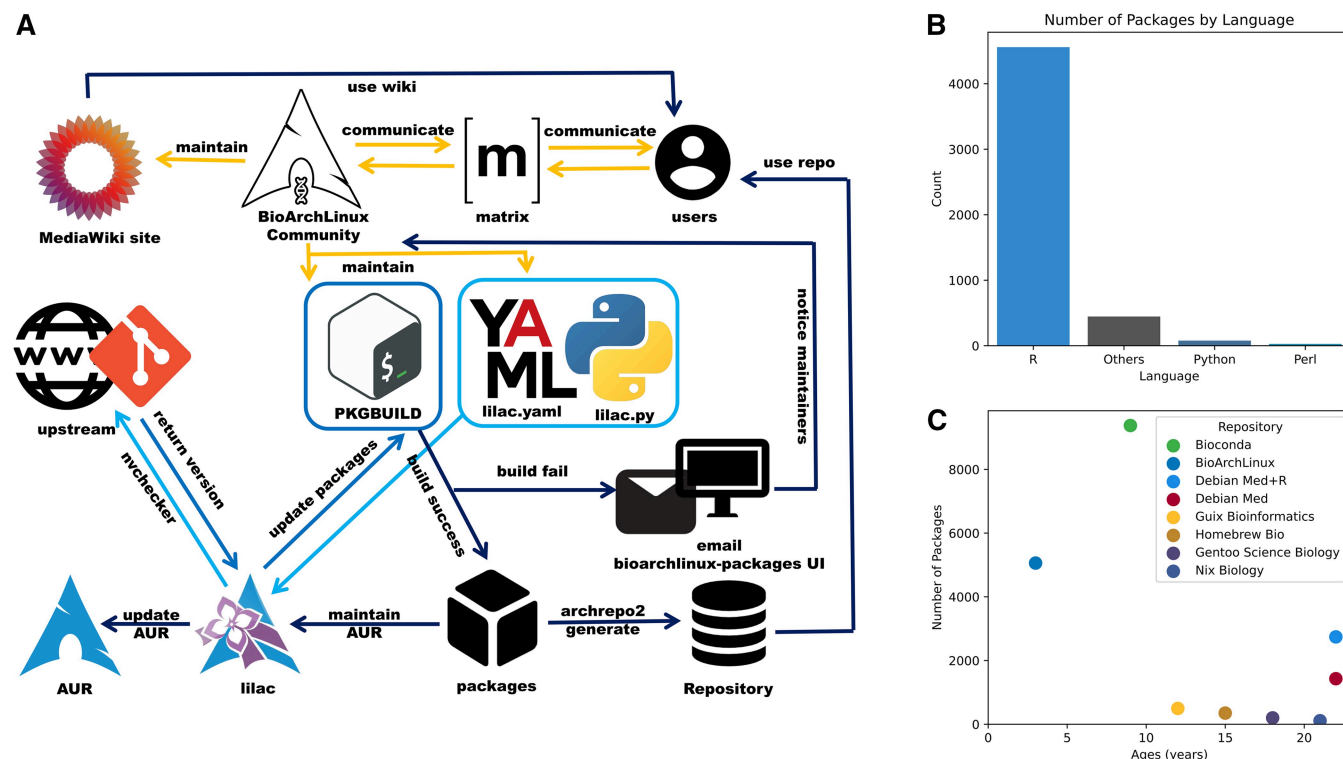 A
use wiki
maintain
communicate
communicate
use repo
m
MediaWiki site
BioArchLinux
Community
matrix
users
maintain
notice maintainers
www
$_
YA
ML
PKGBUILD
lilac.yaml
lilac.py
upstream
return version
nvchecker
update packages
build success
build fail
email
bioarchlinux-packages UI
update
AUR
maintain
AUR
archrepo2
generate
AUR
lilac
packages
Repository
B
Number of Packages by Language
Count
4000
3000
2000
1000
0
R
Others
Python
Perl
Language
C
Number of Packages
8000
6000
4000
2000
0
Repository
Bioconda
BioArchLinux
Debian Med+R
Debian Med
Guix Bioinformatics
Homebrew Bio
Gentoo Science Biology
Nix Biology
0
5
10
15
20
Ages (years)